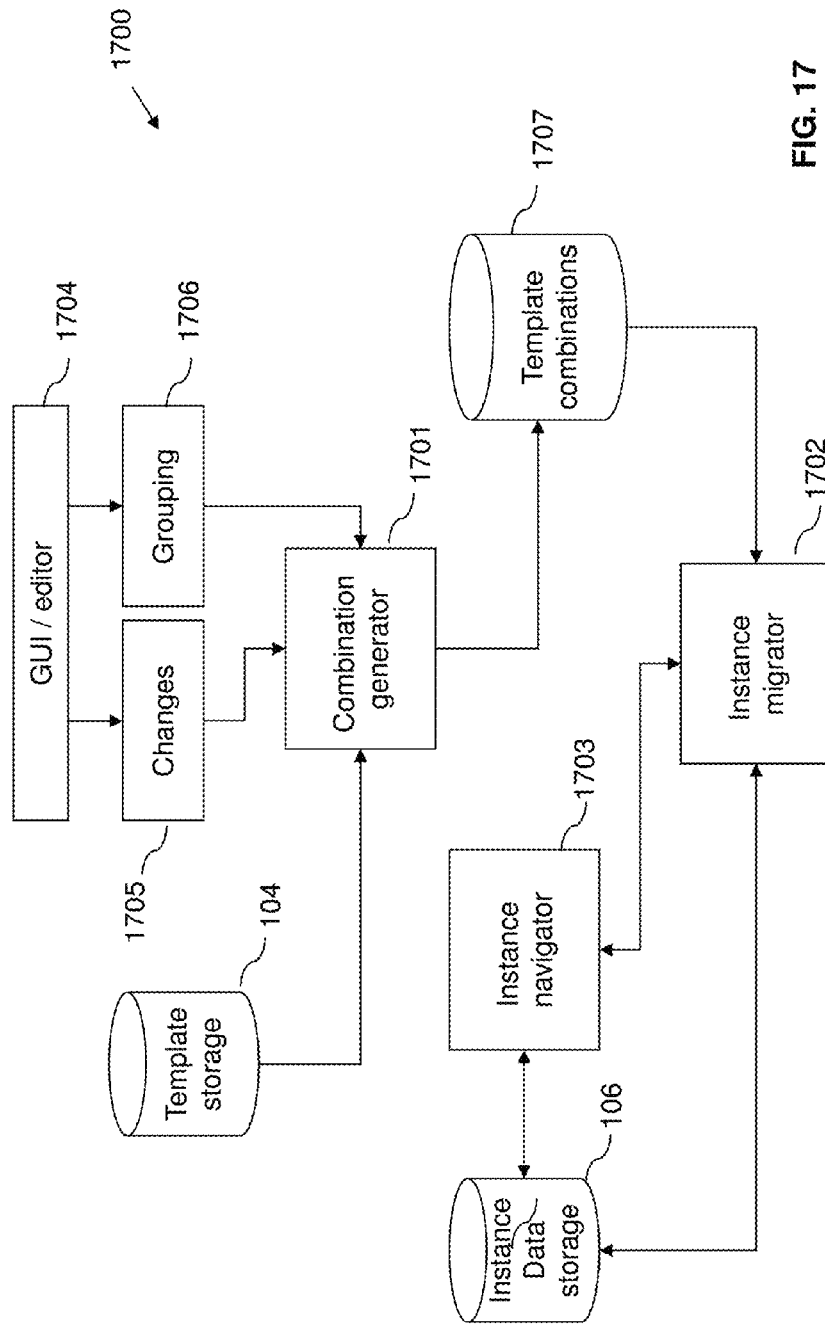 1700
GUI / editor
1704
Changes
1705
Grouping
1706
Template
storage
104
Combination
generator
1701
Template
combinations
1707
Instance
Data
storage
106
Instance
navigator
1703
Instance
migrator
1702
FIG. 17